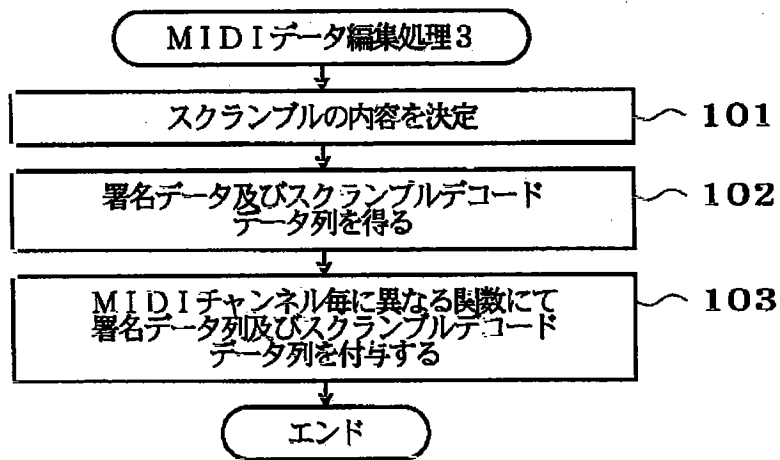 ＭＩＤＩデータ編集処理３
スクランブルの内容を決定
101
署名データ及びスクランブルデコード
データ列を得る
102
ＭＩＤＩチャンネル毎に異なる関数にて
署名データ列及びスクランブルデコード
データ列を付与する
103
エンド